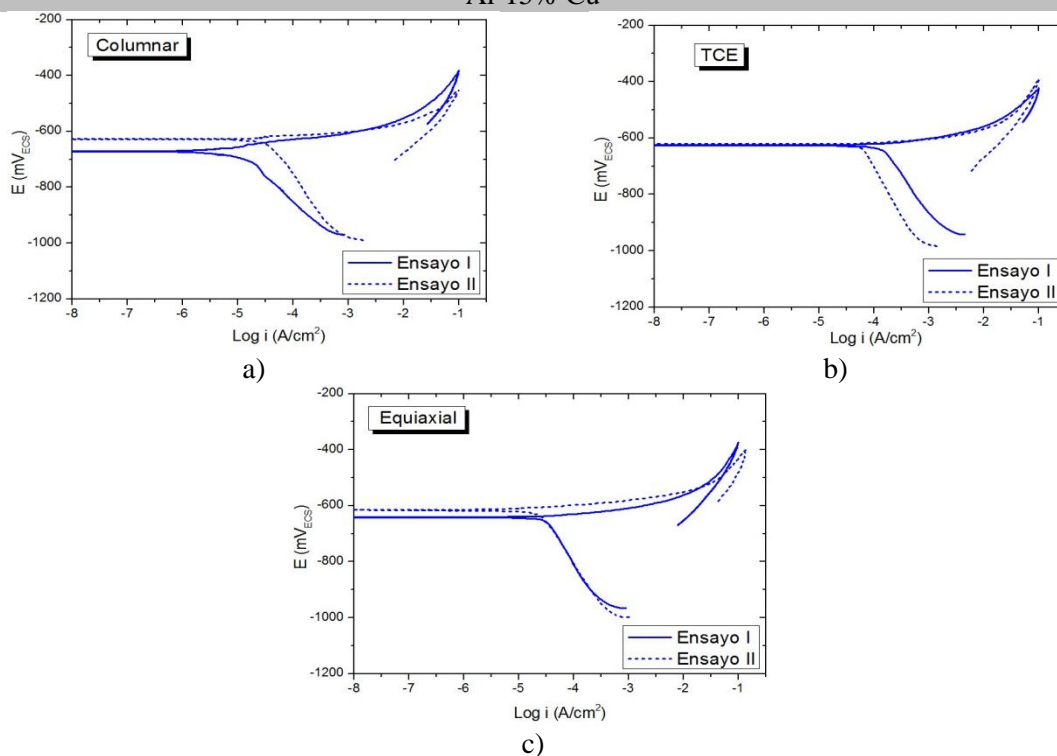 Al-15%-Cu
Columnar
-200
-400
-600
-800
-1000
-1200
E (mV_ECS)
-8 -7 -6 -5 -4 -3 -2 -1
Log i (A/cm²)
Ensayo I
Ensayo II
a)
TCE
-200
-400
-600
-800
-1000
-1200
E (mV_ECS)
-8 -7 -6 -5 -4 -3 -2 -1
Log i (A/cm²)
Ensayo I
Ensayo II
b)
Equiaxial
-200
-400
-600
-800
-1000
-1200
E (mV_ECS)
-8 -7 -6 -5 -4 -3 -2 -1
Log i (A/cm²)
Ensayo I
Ensayo II
c)